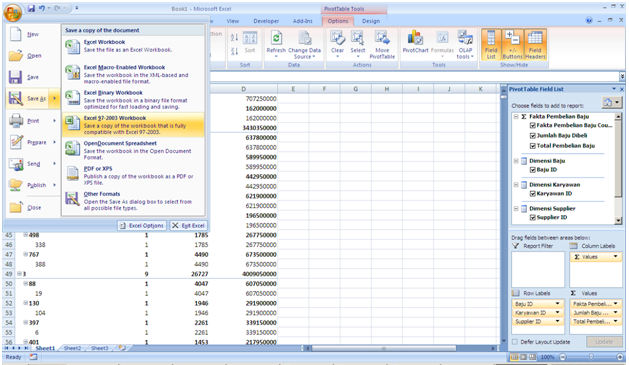 Book1 - Microsoft Excel
PivotTable Tools
View
Developer
Add-Ins
Options
Design
Sort
Refresh
Change Data Source
Clear
Select
Move PivotTable
PivotChart
Formulas
OLAP tools
Field List
+/- Buttons
Field Headers
Sort
Data
Actions
Tools
Show/Hide
New
Open
Save
Save As
Print
Prepare
Send
Publish
Close
Save a copy of the document
Excel Workbook
Save the file as an Excel Workbook.
Excel Macro-Enabled Workbook
Save the workbook in the XML-based and
macro-enabled file format.
Excel Binary Workbook
Save the workbook in a binary file format
optimized for fast loading and saving.
Excel 97-2003 Workbook
Save a copy of the workbook that is fully
compatible with Excel 97-2003.
OpenDocument Spreadsheet
Save the workbook in the Open Document
Format.
PDF or XPS
Publish a copy of the workbook as a PDF or
XPS file.
Other Formats
Open the Save As dialog box to select from
all possible file types.
Excel Options
Exit Excel
D E F G H I J K
707250000
162000000
162000000
3430350000
637800000
637800000
589950000
589950000
442950000
442950000
621900000
621900000
196500000
196500000
45 498 1 1785 267750000
46 338 1 1785 267750000
47 767 1 4490 673500000
48 388 1 4490 673500000
49 3 9 26727 4009050000
50 88 1 4047 607050000
51 19 1 4047 607050000
52 130 1 1946 291900000
53 104 1 1946 291900000
54 397 1 2261 339150000
55 6 1 2261 339150000
56 401 1 1453 217950000
Sheet1 Sheet2 Sheet3
Ready
100%
PivotTable Field List
Choose fields to add to report:
Σ Fakta Pembelian Baju
Fakta Pembelian Baju Cou...
Jumlah Baju Dibeli
Total Pembelian Baju
Dimensi Baju
Baju ID
Dimensi Karyawan
Karyawan ID
Dimensi Supplier
Supplier ID
Drag fields between areas below:
Report Filter
Column Labels
Σ Values
Row Labels
Σ Values
Baju ID
Karyawan ID
Supplier ID
Fakta Pembeli...
Jumlah Baju ...
Total Pembel...
Defer Layout Update
Update